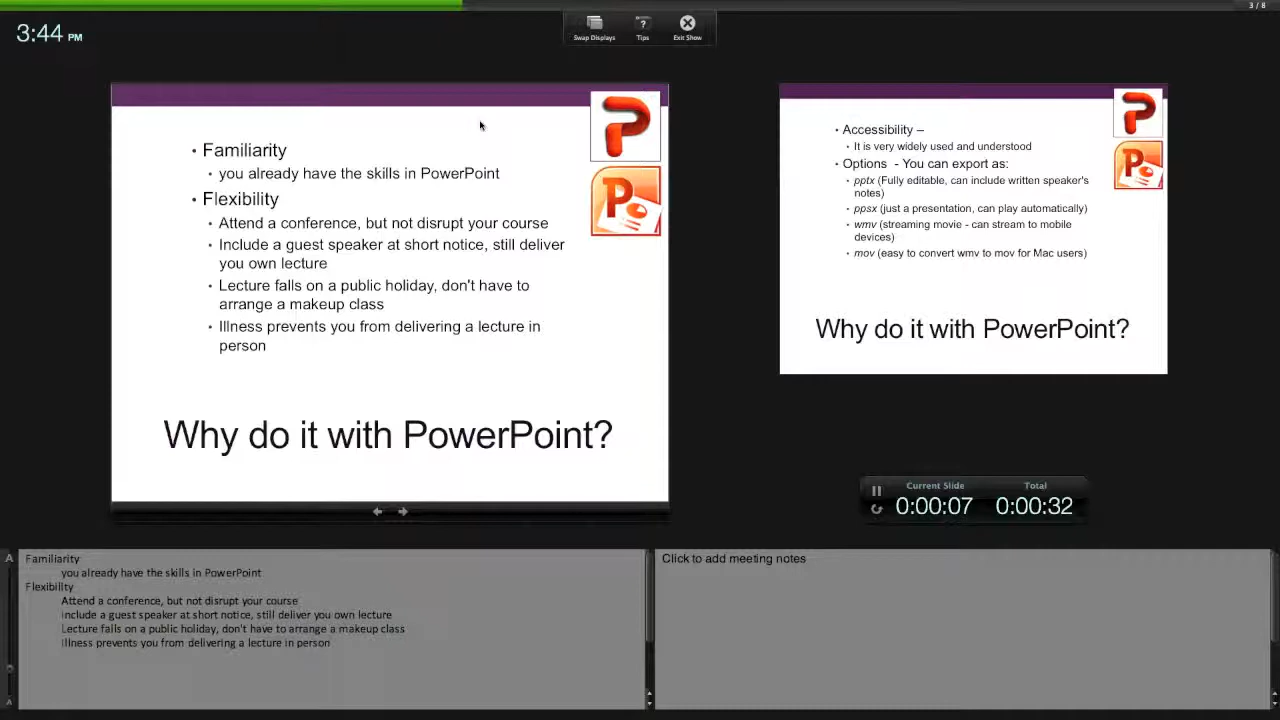 3 / 8
3:44 PM
Swap Displays
Tips
Exit Show
• Familiarity
• you already have the skills in PowerPoint
• Flexibility
• Attend a conference, but not disrupt your course
• Include a guest speaker at short notice, still deliver
you own lecture
• Lecture falls on a public holiday, don't have to
arrange a makeup class
• Illness prevents you from delivering a lecture in
person
Why do it with PowerPoint?
• Accessibility –
• It is very widely used and understood
• Options - You can export as:
• pptx (Fully editable, can include written speaker's
notes)
• ppsx (just a presentation, can play automatically)
• wmv (streaming movie - can stream to mobile
devices)
• mov (easy to convert wmv to mov for Mac users)
Why do it with PowerPoint?
Current Slide
Total
0:00:07
0:00:32
A
Familiarity
you already have the skills in PowerPoint
Flexibility
Attend a conference, but not disrupt your course
Include a guest speaker at short notice, still deliver you own lecture
Lecture falls on a public holiday, don't have to arrange a makeup class
Illness prevents you from delivering a lecture in person
A
Click to add meeting notes